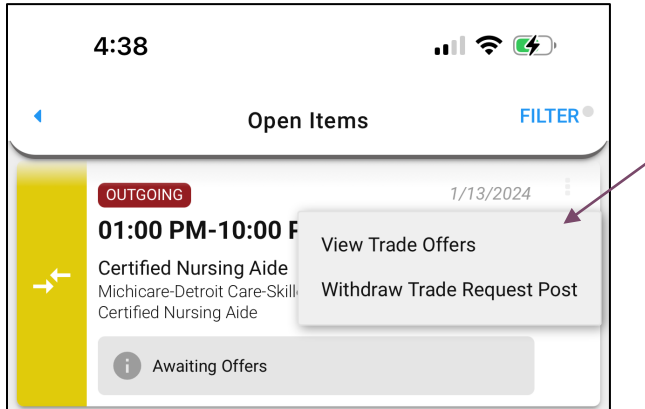 4:38
Open Items
FILTER
OUTGOING
1/13/2024
01:00 PM-10:00
View Trade Offers
Certified Nursing Aide
Withdraw Trade Request Post
Michicare-Detroit Care-Skill
Certified Nursing Aide
Awaiting Offers